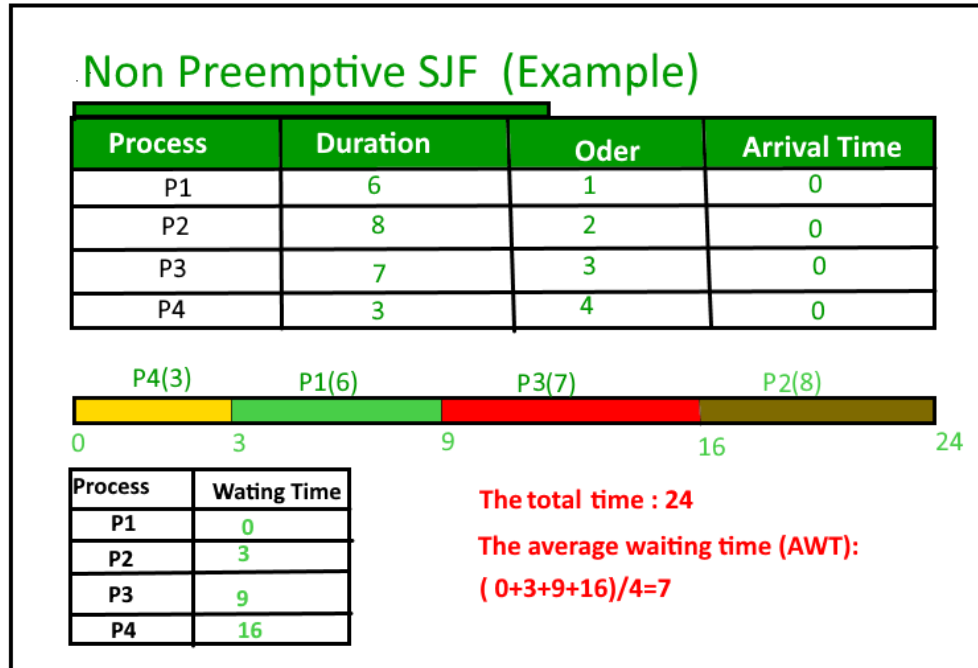 Non Preemptive SJF (Example)
Process Duration Oder Arrival Time
P1 6 1 0
P2 8 2 0
P3 7 3 0
P4 3 4 0
P4(3) P1(6) P3(7) P2(8)
0 3 9 16 24
Process Wating Time
P1 0
P2 3
P3 9
P4 16
The total time : 24
The average waiting time (AWT):
( 0+3+9+16)/4=7